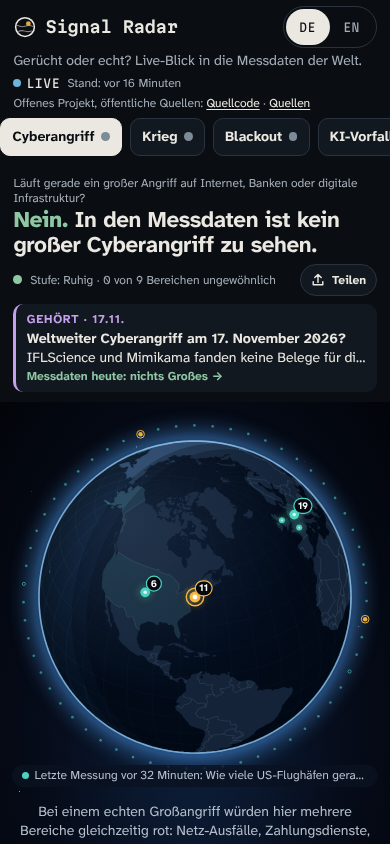 Signal Radar DE EN
Gerücht oder echt? Live-Blick in die Messdaten der Welt.
LIVE Stand: vor 16 Minuten
Offenes Projekt, öffentliche Quellen: Quellcode · Quellen
Cyberangriff Krieg Blackout KI-Vorfal
Läuft gerade ein großer Angriff auf Internet, Banken oder digitale
Infrastruktur?
Nein. In den Messdaten ist kein
großer Cyberangriff zu sehen.
Stufe: Ruhig · 0 von 9 Bereichen ungewöhnlich Teilen
GEHÖRT · 17.11.
Weltweiter Cyberangriff am 17. November 2026?
IFLScience und Mimikama fanden keine Belege für di...
Messdaten heute: nichts Großes →
19
6
11
Letzte Messung vor 32 Minuten: Wie viele US-Flughäfen gera...
Bei einem echten Großangriff würden hier mehrere
Bereiche gleichzeitig rot: Netz-Ausfälle, Zahlungsdienste,